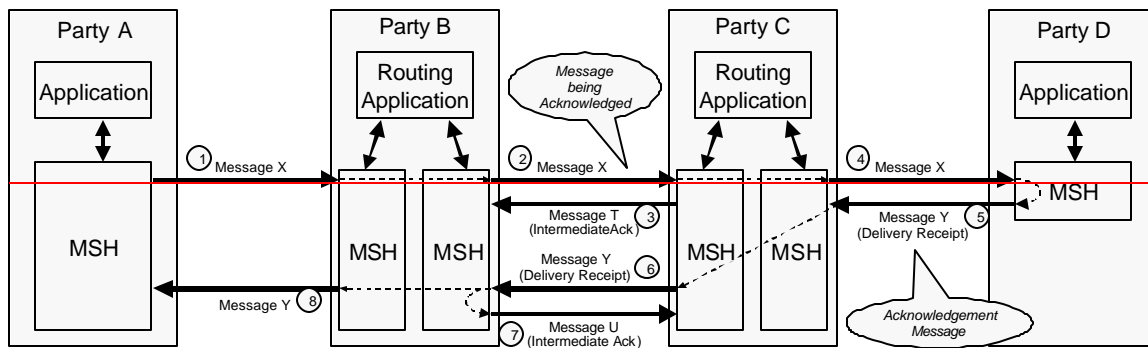 Party A
Party B
Party C
Party D
Application
Routing
Application
Message
being
Acknowledged
Routing
Application
Application
1
Message X
2
Message X
4
Message X
MSH
MSH
MSH
MSH
MSH
MSH
Message T
(IntermediateAck)
3
Message Y
(Delivery Receipt)
5
Message Y
(Delivery Receipt)
6
Message Y
8
7
Message U
(Intermediate Ack)
Acknowledgement
Message